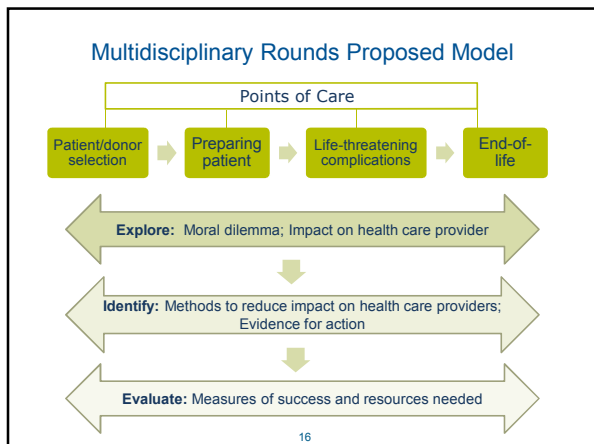 Multidisciplinary Rounds Proposed Model
Points of Care
Patient/donor
selection
Preparing
patient
Life-threatening
complications
End-of-
life
Explore: Moral dilemma; Impact on health care provider
Identify: Methods to reduce impact on health care providers;
Evidence for action
Evaluate: Measures of success and resources needed
16